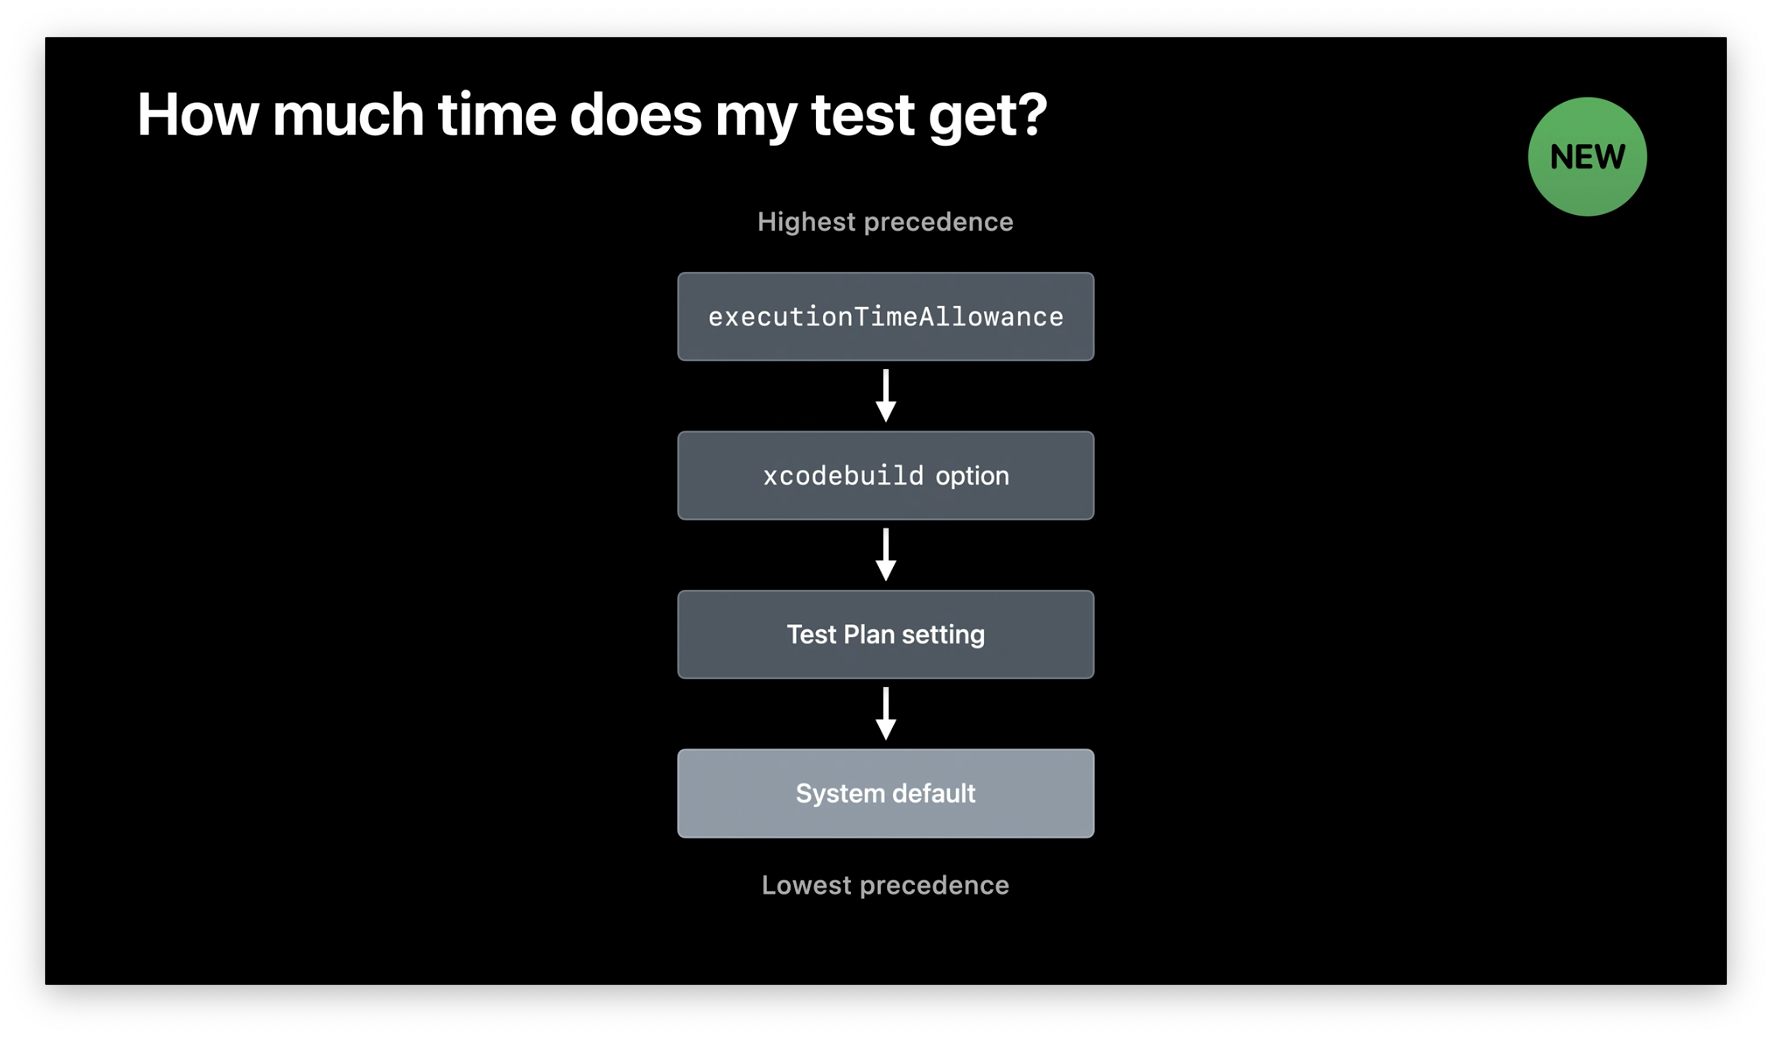 How much time does my test get?
NEW
Highest precedence
executionTimeAllowance
xcodebuild option
Test Plan setting
System default
Lowest precedence